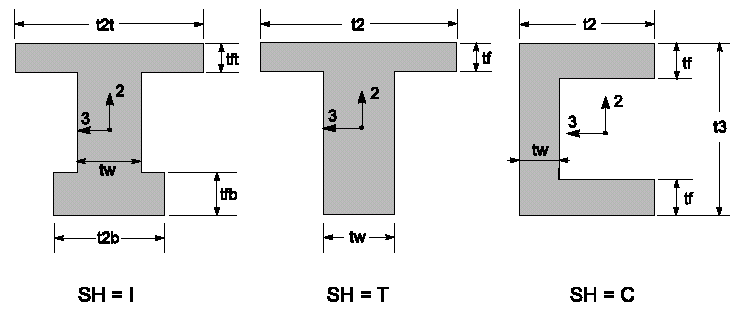 t2t
tft
2
3
tw
tfb
t2b
SH = I
t2
tf
2
3
tw
SH = T
t2
tf
2
3
t3
tw
tf
SH = C